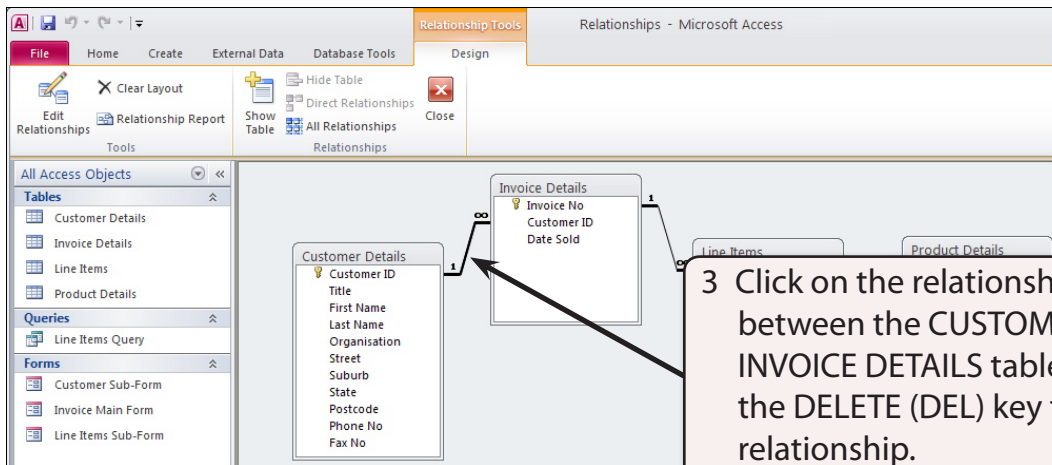 A
Relationship Tools
Relationships - Microsoft Access
File Home Create External Data Database Tools Design
Edit Relationships
Clear Layout
Relationship Report
Tools
Show Table
Hide Table
Direct Relationships
All Relationships
Relationships
Close
All Access Objects
Tables
Customer Details
Invoice Details
Line Items
Product Details
Queries
Line Items Query
Forms
Customer Sub-Form
Invoice Main Form
Line Items Sub-Form
Customer Details
Customer ID
Title
First Name
Last Name
Organisation
Street
Suburb
State
Postcode
Phone No
Fax No
1
∞
Invoice Details
Invoice No
Customer ID
Date Sold
1
∞
Line Items
Product Details
3 Click on the
between the
INVOICE DETAILS
the DELETE (DEL) key
relationship.